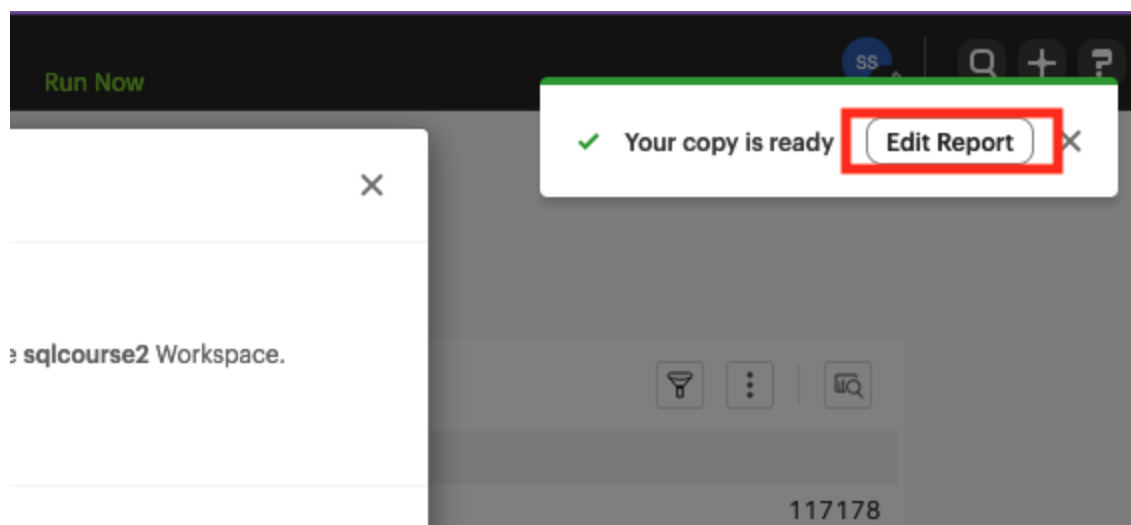 SS
Run Now
Your copy is ready
Edit Report
sqlcourse2 Workspace.
117178